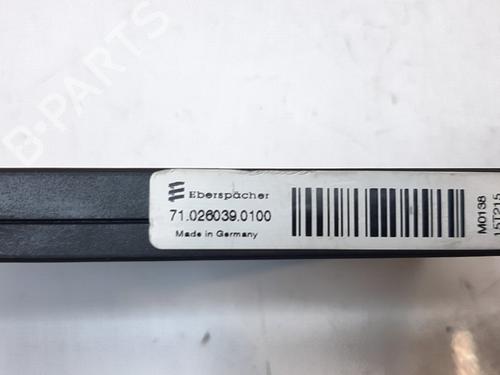 B-PARTS
Eberspächer
71.026039.0100
Made in Germany
M0138
15T215